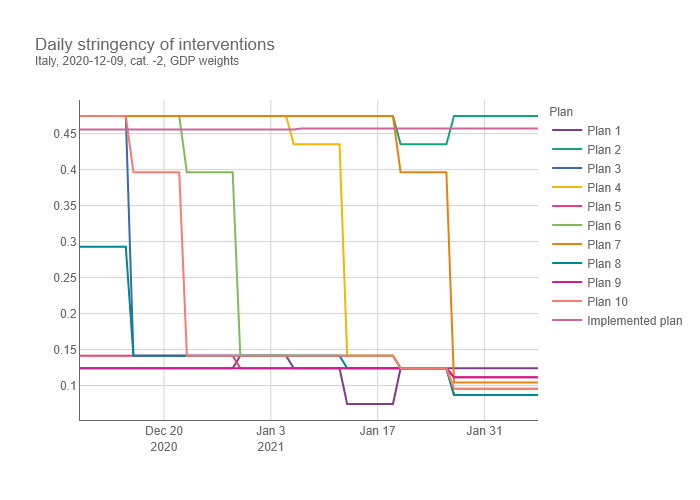 Daily stringency of interventions
Italy, 2020-12-09, cat. -2, GDP weights
Plan
0.45
0.4
0.35
0.3
0.25
0.2
0.15
0.1
Plan 1
Plan 2
Plan 3
Plan 4
Plan 5
Plan 6
Plan 7
Plan 8
Plan 9
Plan 10
Implemented plan
Dec 20
2020
Jan 3
2021
Jan 17
Jan 31